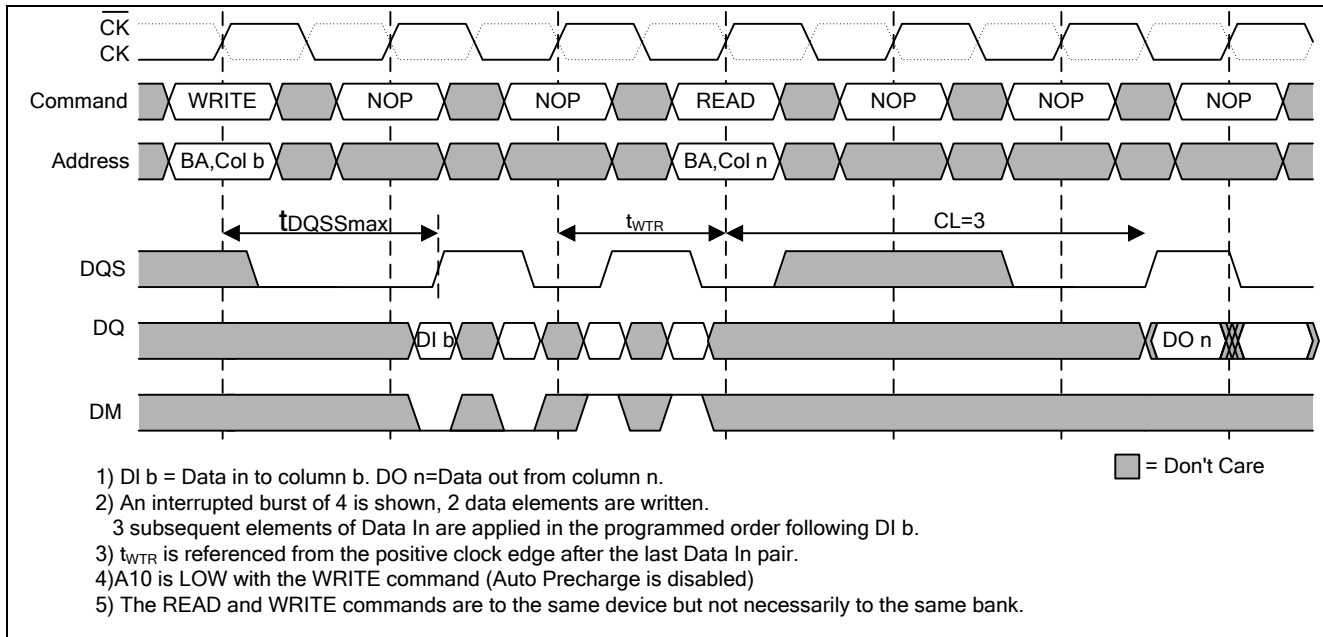 CK
CK
Command WRITE NOP NOP READ NOP NOP NOP
Address BA,Col b BA,Col n
tDQSSmax tWTR CL=3
DQS
DQ DI b DO n
DM
1) DI b = Data in to column b. DO n=Data out from column n.
= Don't Care
2) An interrupted burst of 4 is shown, 2 data elements are written.
3 subsequent elements of Data In are applied in the programmed order following DI b.
3) tWTR is referenced from the positive clock edge after the last Data In pair.
4)A10 is LOW with the WRITE command (Auto Precharge is disabled)
5) The READ and WRITE commands are to the same device but not necessarily to the same bank.